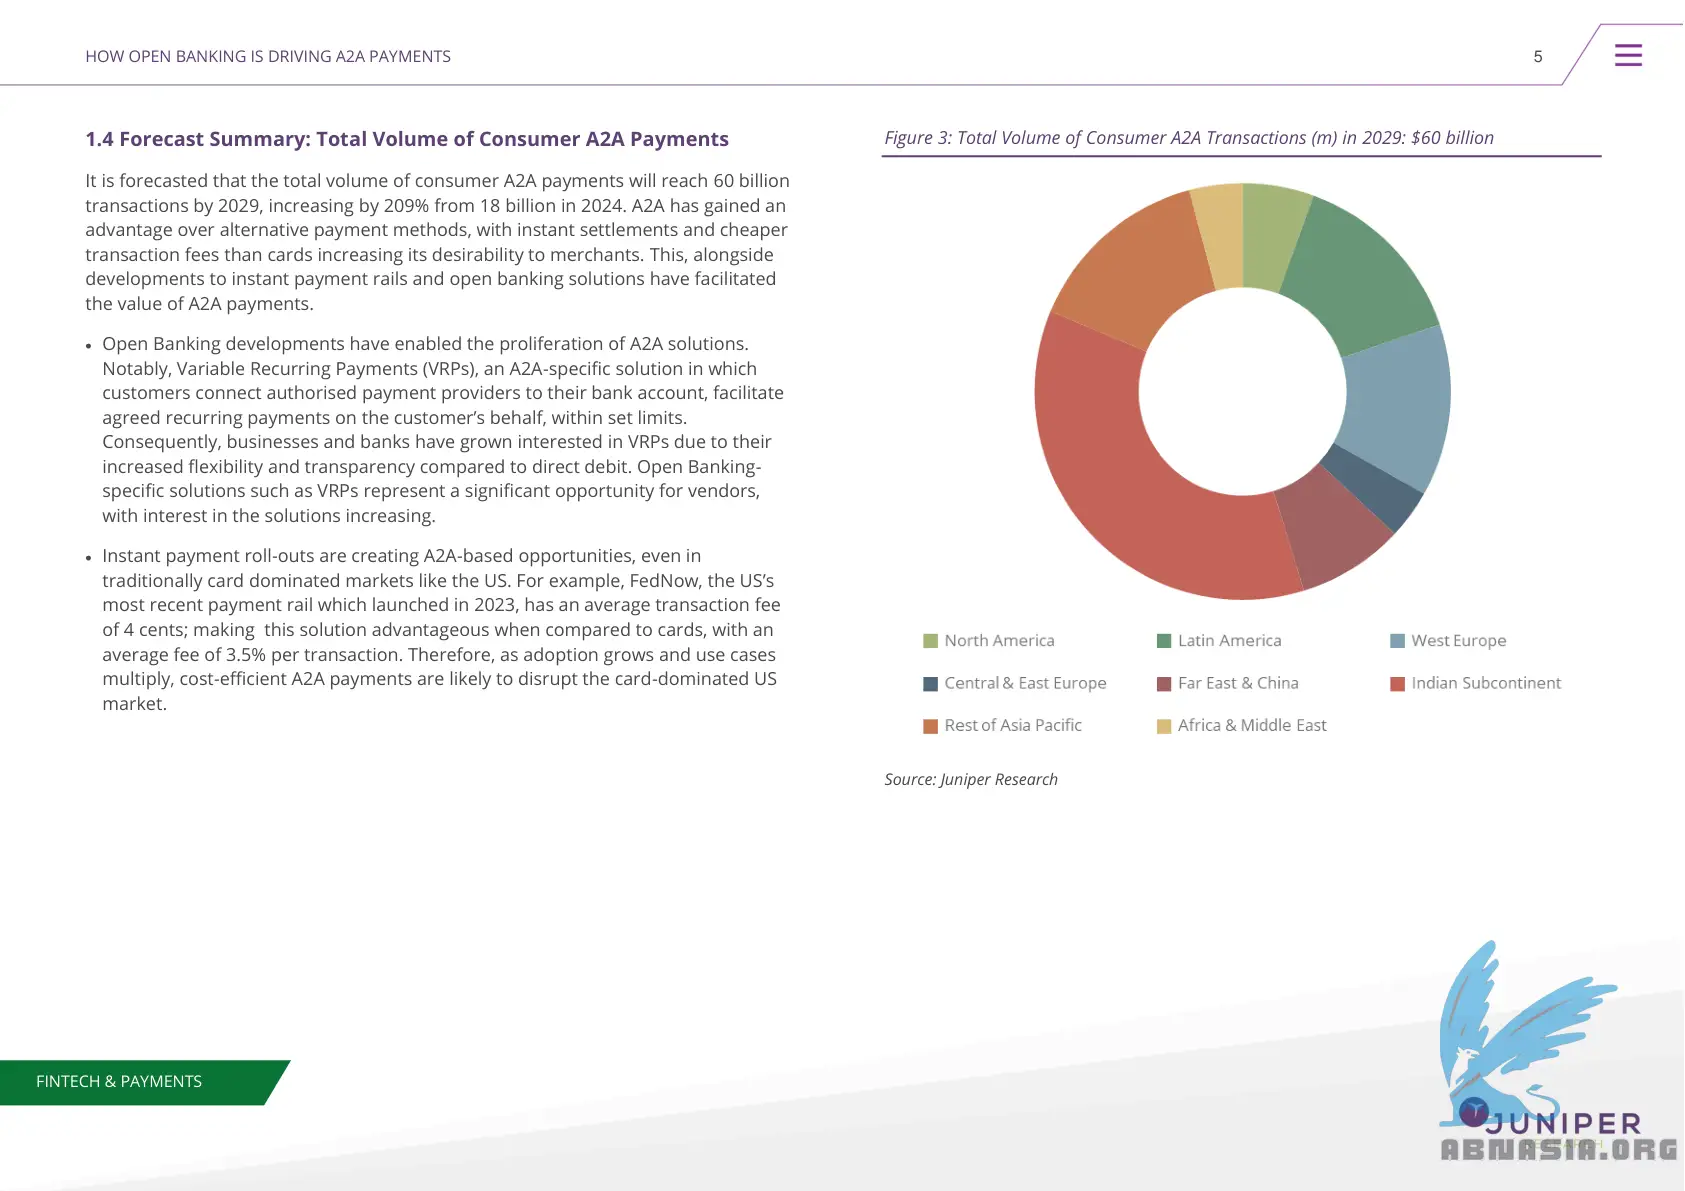 HOW OPEN BANKING IS DRIVING A2A PAYMENTS
5
1.4 Forecast Summary: Total Volume of Consumer A2A Payments
It is forecasted that the total volume of consumer A2A payments will reach 60 billion
transactions by 2029, increasing by 209% from 18 billion in 2024. A2A has gained an
advantage over alternative payment methods, with instant settlements and cheaper
transaction fees than cards increasing its desirability to merchants. This, alongside
developments to instant payment rails and open banking solutions have facilitated
the value of A2A payments.
• Open Banking developments have enabled the proliferation of A2A solutions.
Notably, Variable Recurring Payments (VRPs), an A2A-specific solution in which
customers connect authorised payment providers to their bank account, facilitate
agreed recurring payments on the customer’s behalf, within set limits.
Consequently, businesses and banks have grown interested in VRPs due to their
increased flexibility and transparency compared to direct debit. Open Banking-
specific solutions such as VRPs represent a significant opportunity for vendors,
with interest in the solutions increasing.
• Instant payment roll-outs are creating A2A-based opportunities, even in
traditionally card dominated markets like the US. For example, FedNow, the US’s
most recent payment rail which launched in 2023, has an average transaction fee
of 4 cents; making  this solution advantageous when compared to cards, with an
average fee of 3.5% per transaction. Therefore, as adoption grows and use cases
multiply, cost-efficient A2A payments are likely to disrupt the card-dominated US
market.
Figure 3: Total Volume of Consumer A2A Transactions (m) in 2029: $60 billion
North America
Latin America
West Europe
Central & East Europe
Far East & China
Indian Subcontinent
Rest of Asia Pacific
Africa & Middle East
Source: Juniper Research
FINTECH & PAYMENTS
JUNIPER
ABNASIA.ORG